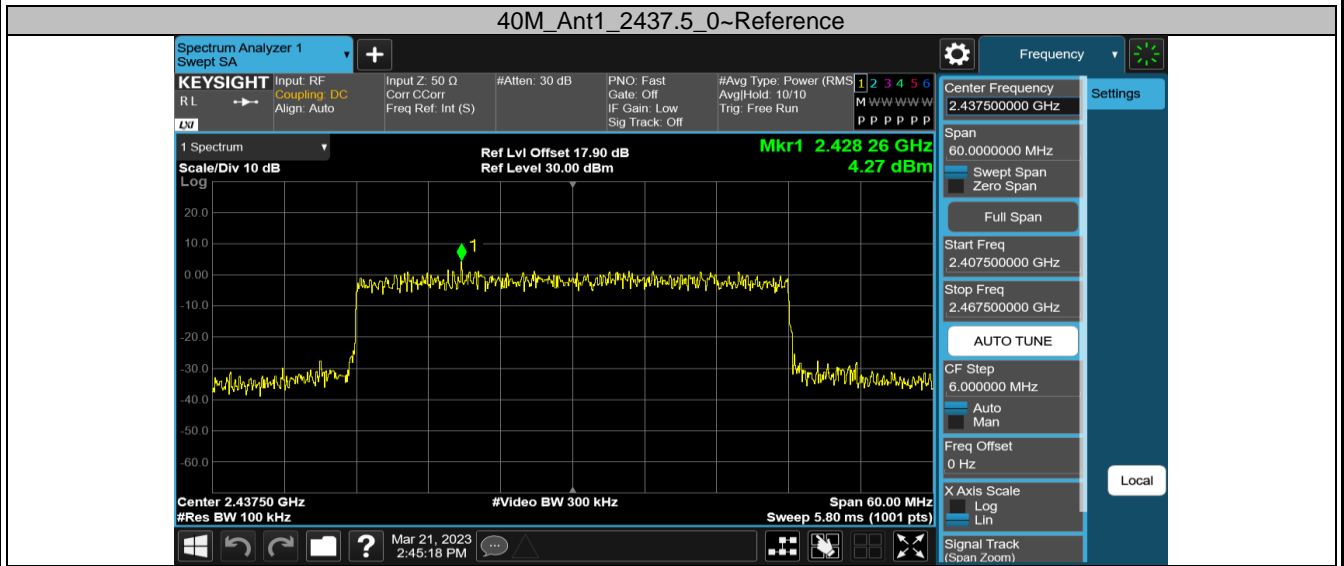 40M_Ant1_2437.5_0~Reference
Spectrum Analyzer 1
Swept SA
+
Frequency
KEYSIGHT
RL
LXI
Input: RF
Coupling: DC
Align: Auto
Input Z: 50 Ω
Corr CCorr
Freq Ref: Int (S)
#Atten: 30 dB
PNO: Fast
Gate: Off
IF Gain: Low
Sig Track: Off
#Avg Type: Power (RMS
Avg|Hold: 10/10
Trig: Free Run
1 2 3 4 5 6
M W W W W W
P P P P P P
1 Spectrum
Scale/Div 10 dB
Log
Ref Lvl Offset 17.90 dB
Ref Level 30.00 dBm
Mkr1 2.428 26 GHz
4.27 dBm
20.0
10.0
0.00
-10.0
-20.0
-30.0
-40.0
-50.0
-60.0
1
Center 2.43750 GHz
#Res BW 100 kHz
#Video BW 300 kHz
Span 60.00 MHz
Sweep 5.80 ms (1001 pts)
Mar 21, 2023
2:45:18 PM
?
Center Frequency
2.437500000 GHz
Settings
Span
60.0000000 MHz
Swept Span
Zero Span
Full Span
Start Freq
2.407500000 GHz
Stop Freq
2.467500000 GHz
AUTO TUNE
CF Step
6.000000 MHz
Auto
Man
Freq Offset
0 Hz
X Axis Scale
Log
Lin
Local
Signal Track
(Span Zoom)